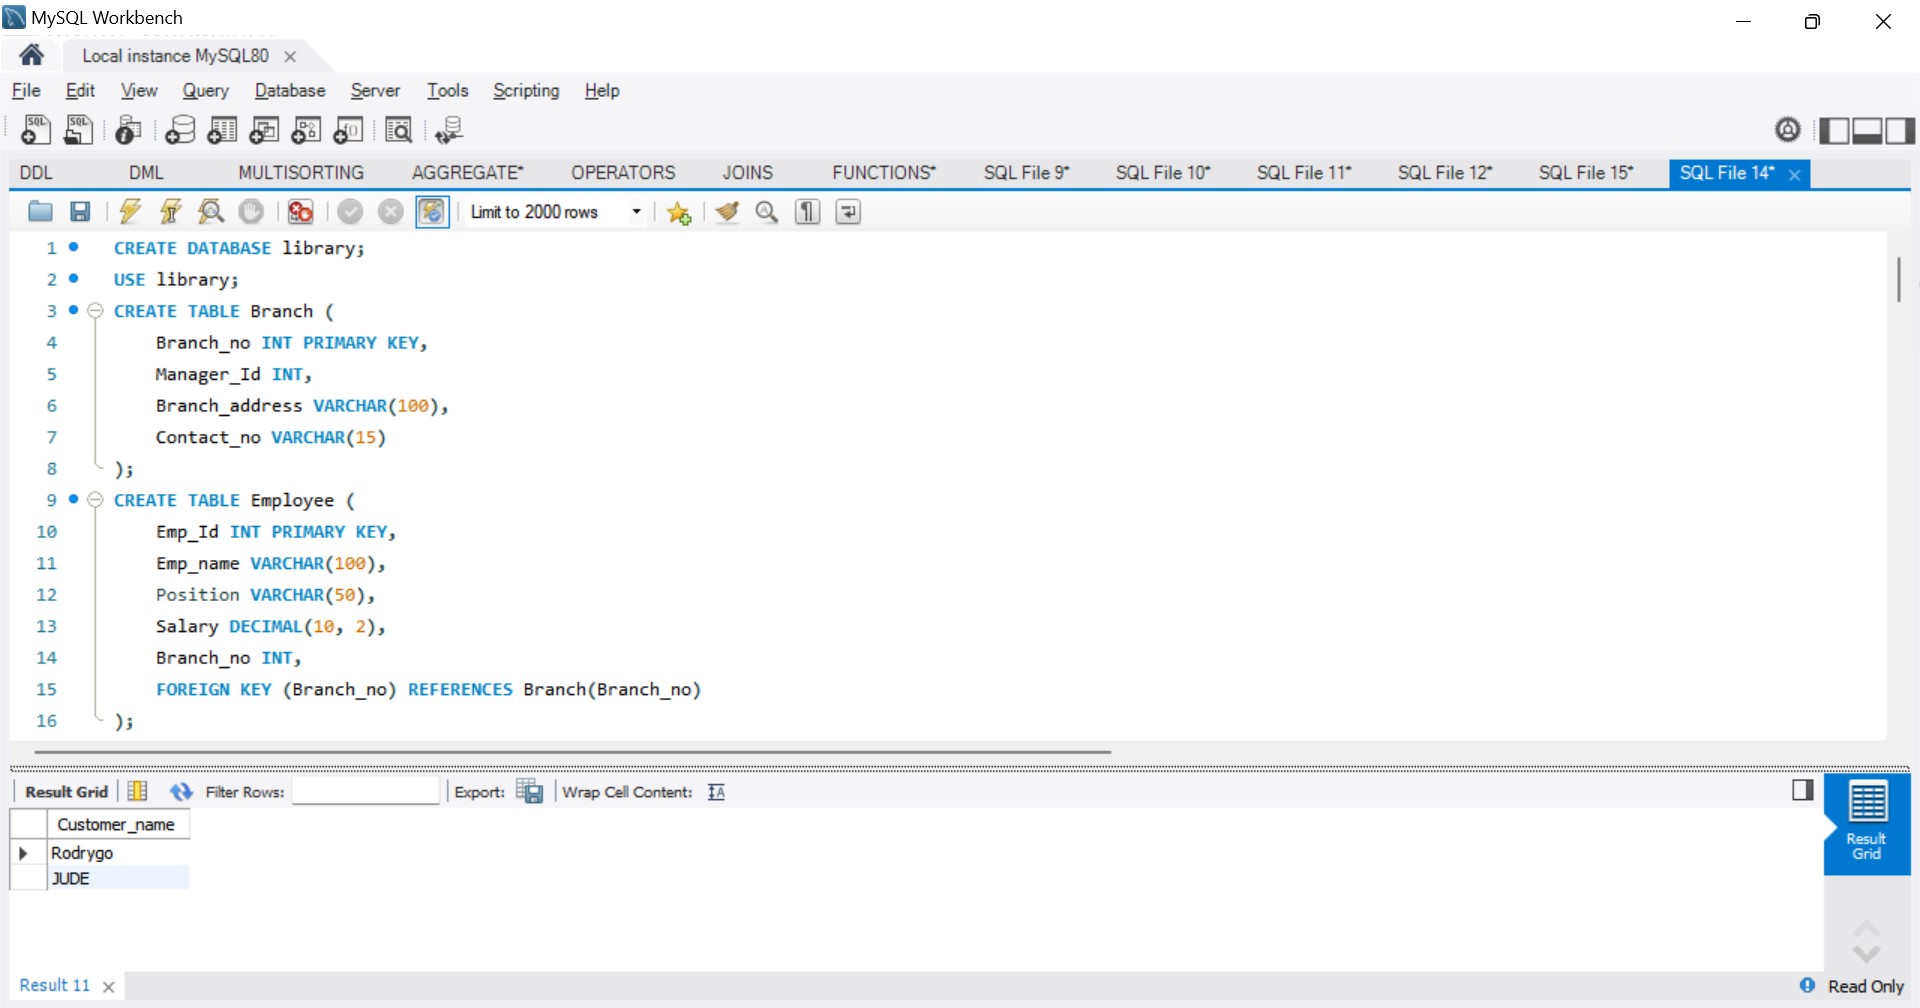 MySQL Workbench
Local instance MySQL80
File Edit View Query Database Server Tools Scripting Help
DDL DML MULTISORTING AGGREGATE* OPERATORS JOINS FUNCTIONS* SQL File 9* SQL File 10* SQL File 11* SQL File 12* SQL File 15* SQL File 14*
Limit to 2000 rows
1 CREATE DATABASE library;
2 USE library;
3 CREATE TABLE Branch (
4 Branch_no INT PRIMARY KEY,
5 Manager_Id INT,
6 Branch_address VARCHAR(100),
7 Contact_no VARCHAR(15)
8 );
9 CREATE TABLE Employee (
10 Emp_Id INT PRIMARY KEY,
11 Emp_name VARCHAR(100),
12 Position VARCHAR(50),
13 Salary DECIMAL(10, 2),
14 Branch_no INT,
15 FOREIGN KEY (Branch_no) REFERENCES Branch(Branch_no)
16 );
Result Grid Filter Rows: Export: Wrap Cell Content:
Customer_name
Rodrygo
JUDE
Result
Grid
Result 11
Read Only